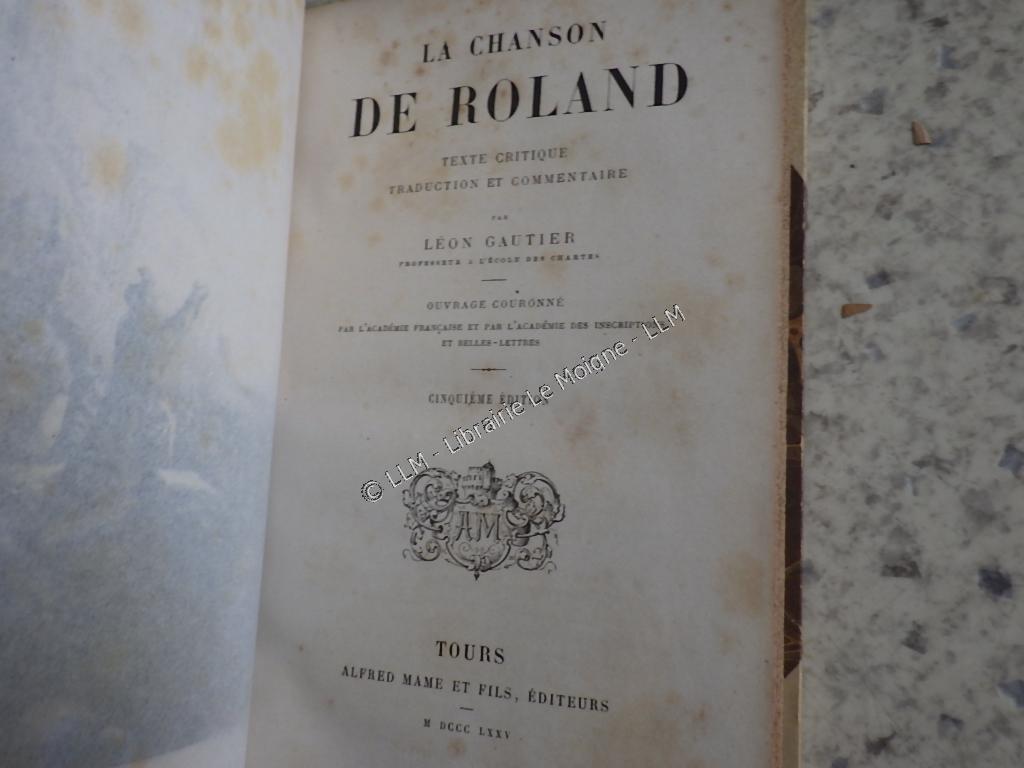 LA CHANSON
DE ROLAND
TEXTE CRITIQUE
TRADUCTION ET COMMENTAIRE
PAR
LÉON GAUTIER
PROFESSEUR A L'ÉCOLE DES CHARTES
OUVRAGE COURONNÉ
PAR L'ACADÉMIE FRANÇAISE ET PAR L'ACADÉMIE DES INSCRIPTIONS
ET BELLES-LETTRES
CINQUIÈME ÉDITION
© LLM - Librairie Le Moigne - LLM
AM
TOURS
ALFRED MAME ET FILS, ÉDITEURS
M DCCC LXXV